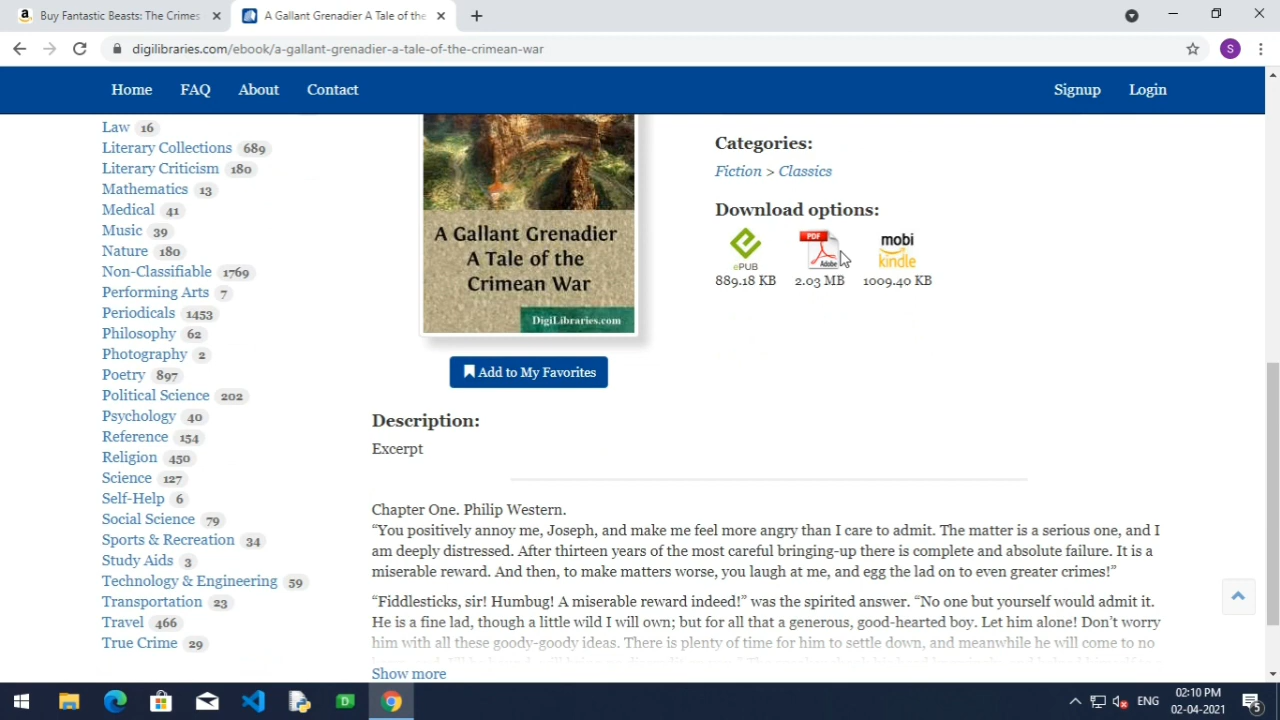 Buy Fantastic Beasts: The Crimes
A Gallant Grenadier A Tale of the
digilibraries.com/ebook/a-gallant-grenadier-a-tale-of-the-crimean-war
S
Home FAQ About Contact Signup Login
Law 16
Literary Collections 689
Literary Criticism 180
Mathematics 13
Medical 41
Music 39
Nature 180
Non-Classifiable 1769
Performing Arts 7
Periodicals 1453
Philosophy 62
Photography 2
Poetry 897
Political Science 202
Psychology 40
Reference 154
Religion 450
Science 127
Self-Help 6
Social Science 79
Sports & Recreation 34
Study Aids 3
Technology & Engineering 59
Transportation 23
Travel 466
True Crime 29
A Gallant Grenadier
A Tale of the
Crimean War
DigiLibraries.com
Add to My Favorites
Categories:
Fiction > Classics
Download options:
ePUB PDF Adobe mobi kindle
889.18 KB 2.03 MB 1009.40 KB
Description:
Excerpt
Chapter One. Philip Western.
“You positively annoy me, Joseph, and make me feel more angry than I care to admit. The matter is a serious one, and I
am deeply distressed. After thirteen years of the most careful bringing-up there is complete and absolute failure. It is a
miserable reward. And then, to make matters worse, you laugh at me, and egg the lad on to even greater crimes!”
“Fiddlesticks, sir! Humbug! A miserable reward indeed!” was the spirited answer. “No one but yourself would admit it.
He is a fine lad, though a little wild I will own; but for all that a generous, good-hearted boy. Let him alone! Don’t worry
him with all these goody-goody ideas. There is plenty of time for him to settle down, and meanwhile he will come to no
Show more
ENG
02:10 PM
02-04-2021
5